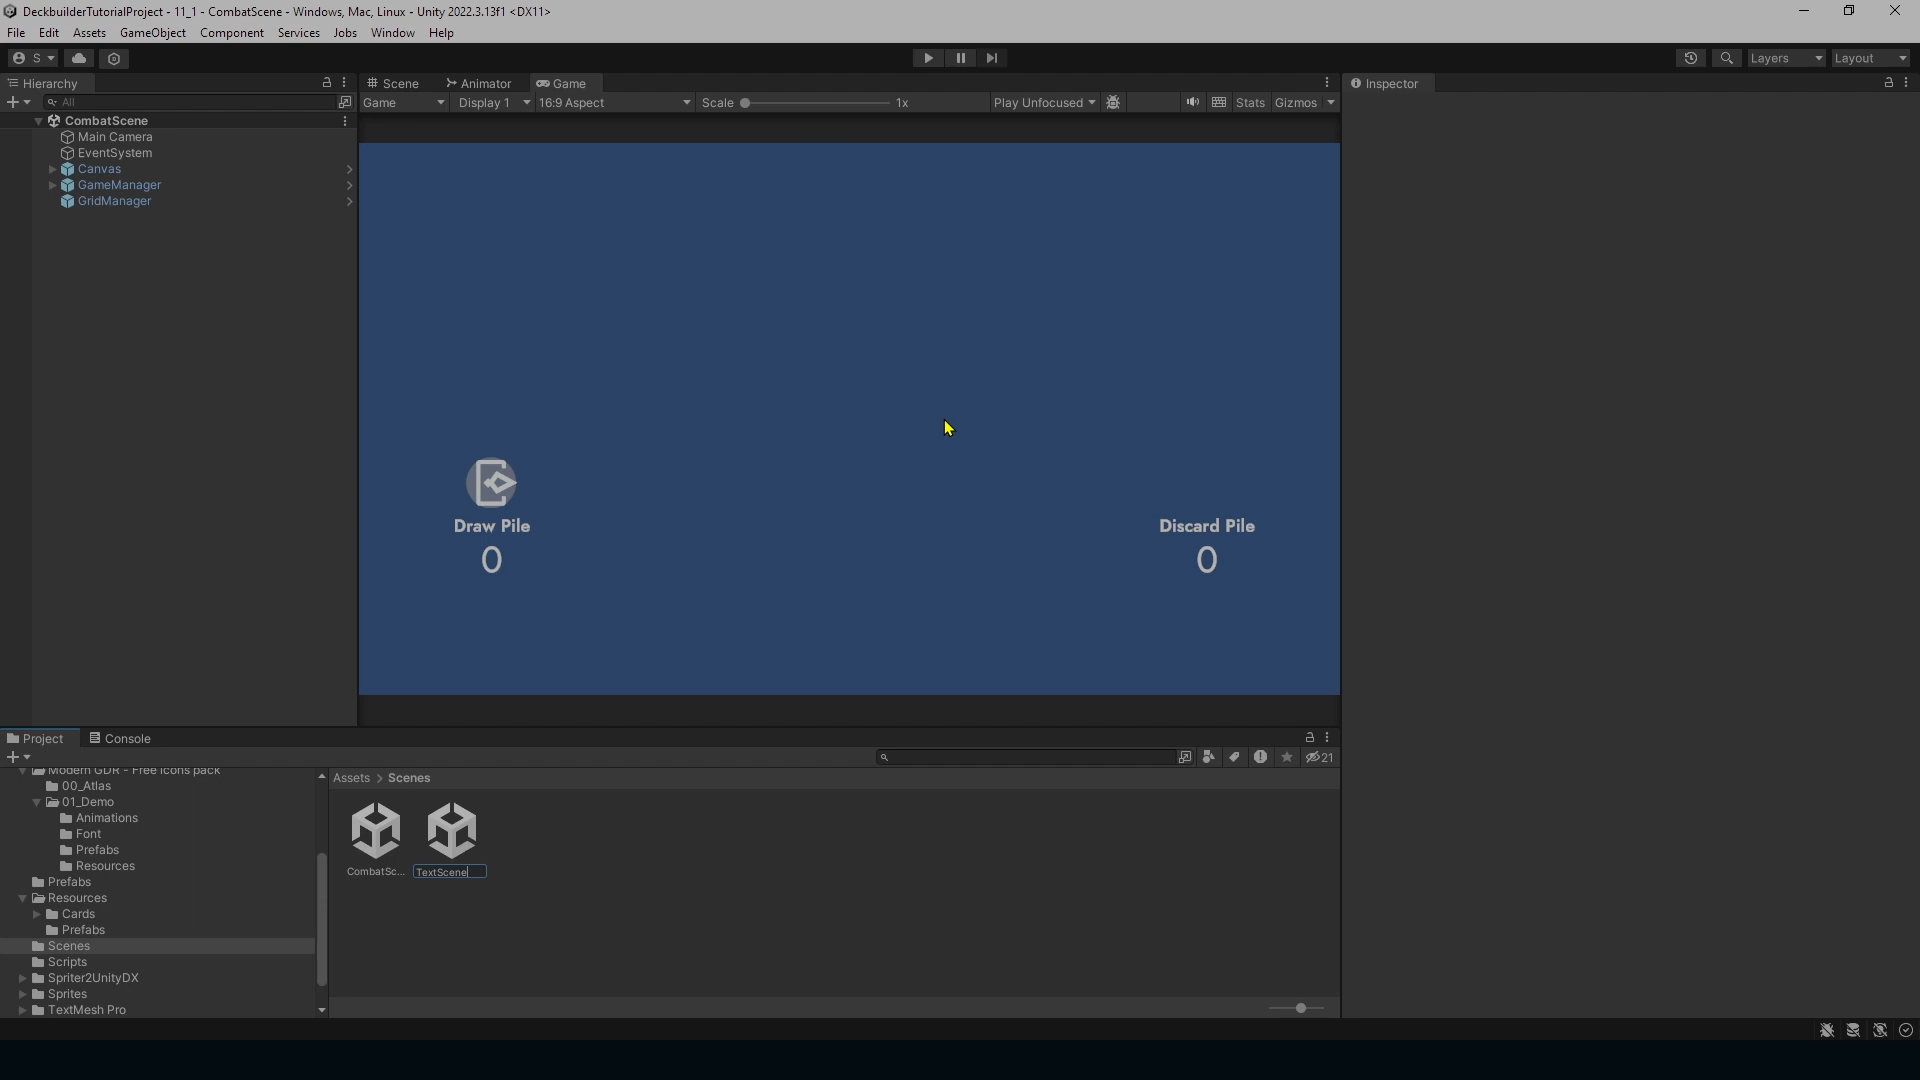 DeckbuilderTutorialProject - 11_1 - CombatScene - Windows, Mac, Linux - Unity 2022.3.13f1 <DX11>
File Edit Assets GameObject Component Services Jobs Window Help
S
Layers
Layout
Hierarchy
All
CombatScene
Main Camera
EventSystem
Canvas
GameManager
GridManager
Scene
Animator
Game
Game
Display 1
16:9 Aspect
Scale
1x
Play Unfocused
Stats
Gizmos
Inspector
Draw Pile
0
Discard Pile
0
Project
Console
21
Modern GDR - Free icons pack
00_Atlas
01_Demo
Animations
Font
Prefabs
Resources
Prefabs
Resources
Cards
Prefabs
Scenes
Scripts
Spriter2UnityDX
Sprites
TextMesh Pro
Assets > Scenes
CombatSc...
TextScene